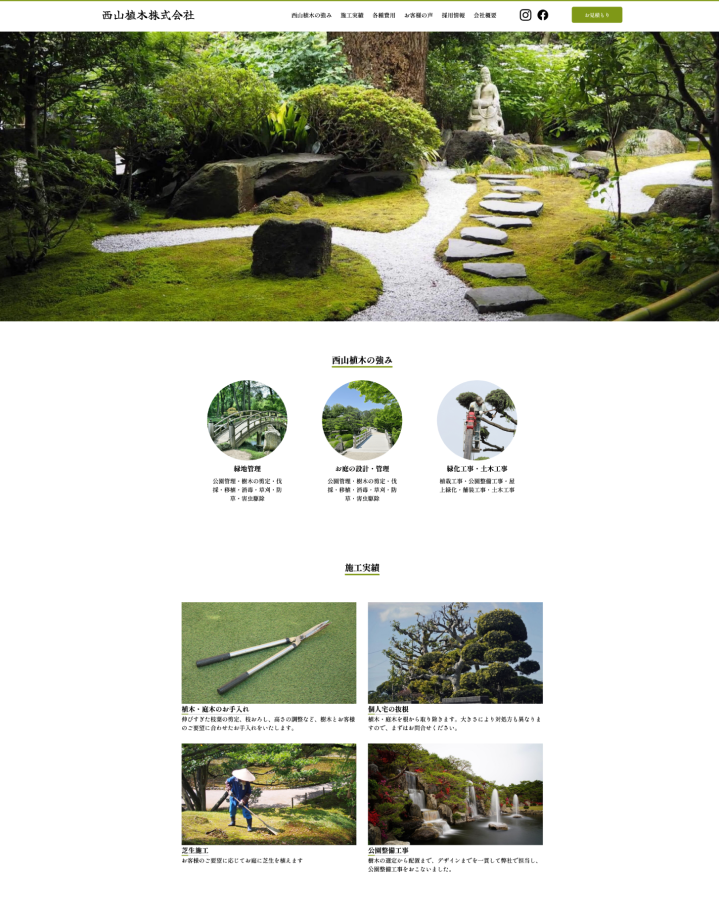 西山植木株式会社
西山植木の強み 施工実績 各種費用 お客様の声 採用情報 会社概要
お見積もり
西山植木の強み
緑地管理
公園管理・樹木の剪定・伐
採・移植・消毒・草刈・防
草・害虫駆除
お庭の設計・管理
公園管理・樹木の剪定・伐
採・移植・消毒・草刈・防
草・害虫駆除
緑化工事・土木工事
植栽工事・公園整備工事・屋
上緑化・舗装工事・土木工事
施工実績
植木・庭木のお手入れ
伸びすぎた枝葉の剪定、枝おろし、高さの調整など、樹木とお客様
のご要望に合わせたお手入れをいたします。
個人宅の抜根
植木・庭木を根から取り除きます。大きさにより対処方も異なりま
すので、まずはお問合せください。
芝生施工
お客様のご要望に応じてお庭に芝生を植えます
公園整備工事
樹木の選定から配置まで、デザインまでを一貫して弊社で担当し、
公園整備工事をおこないました。